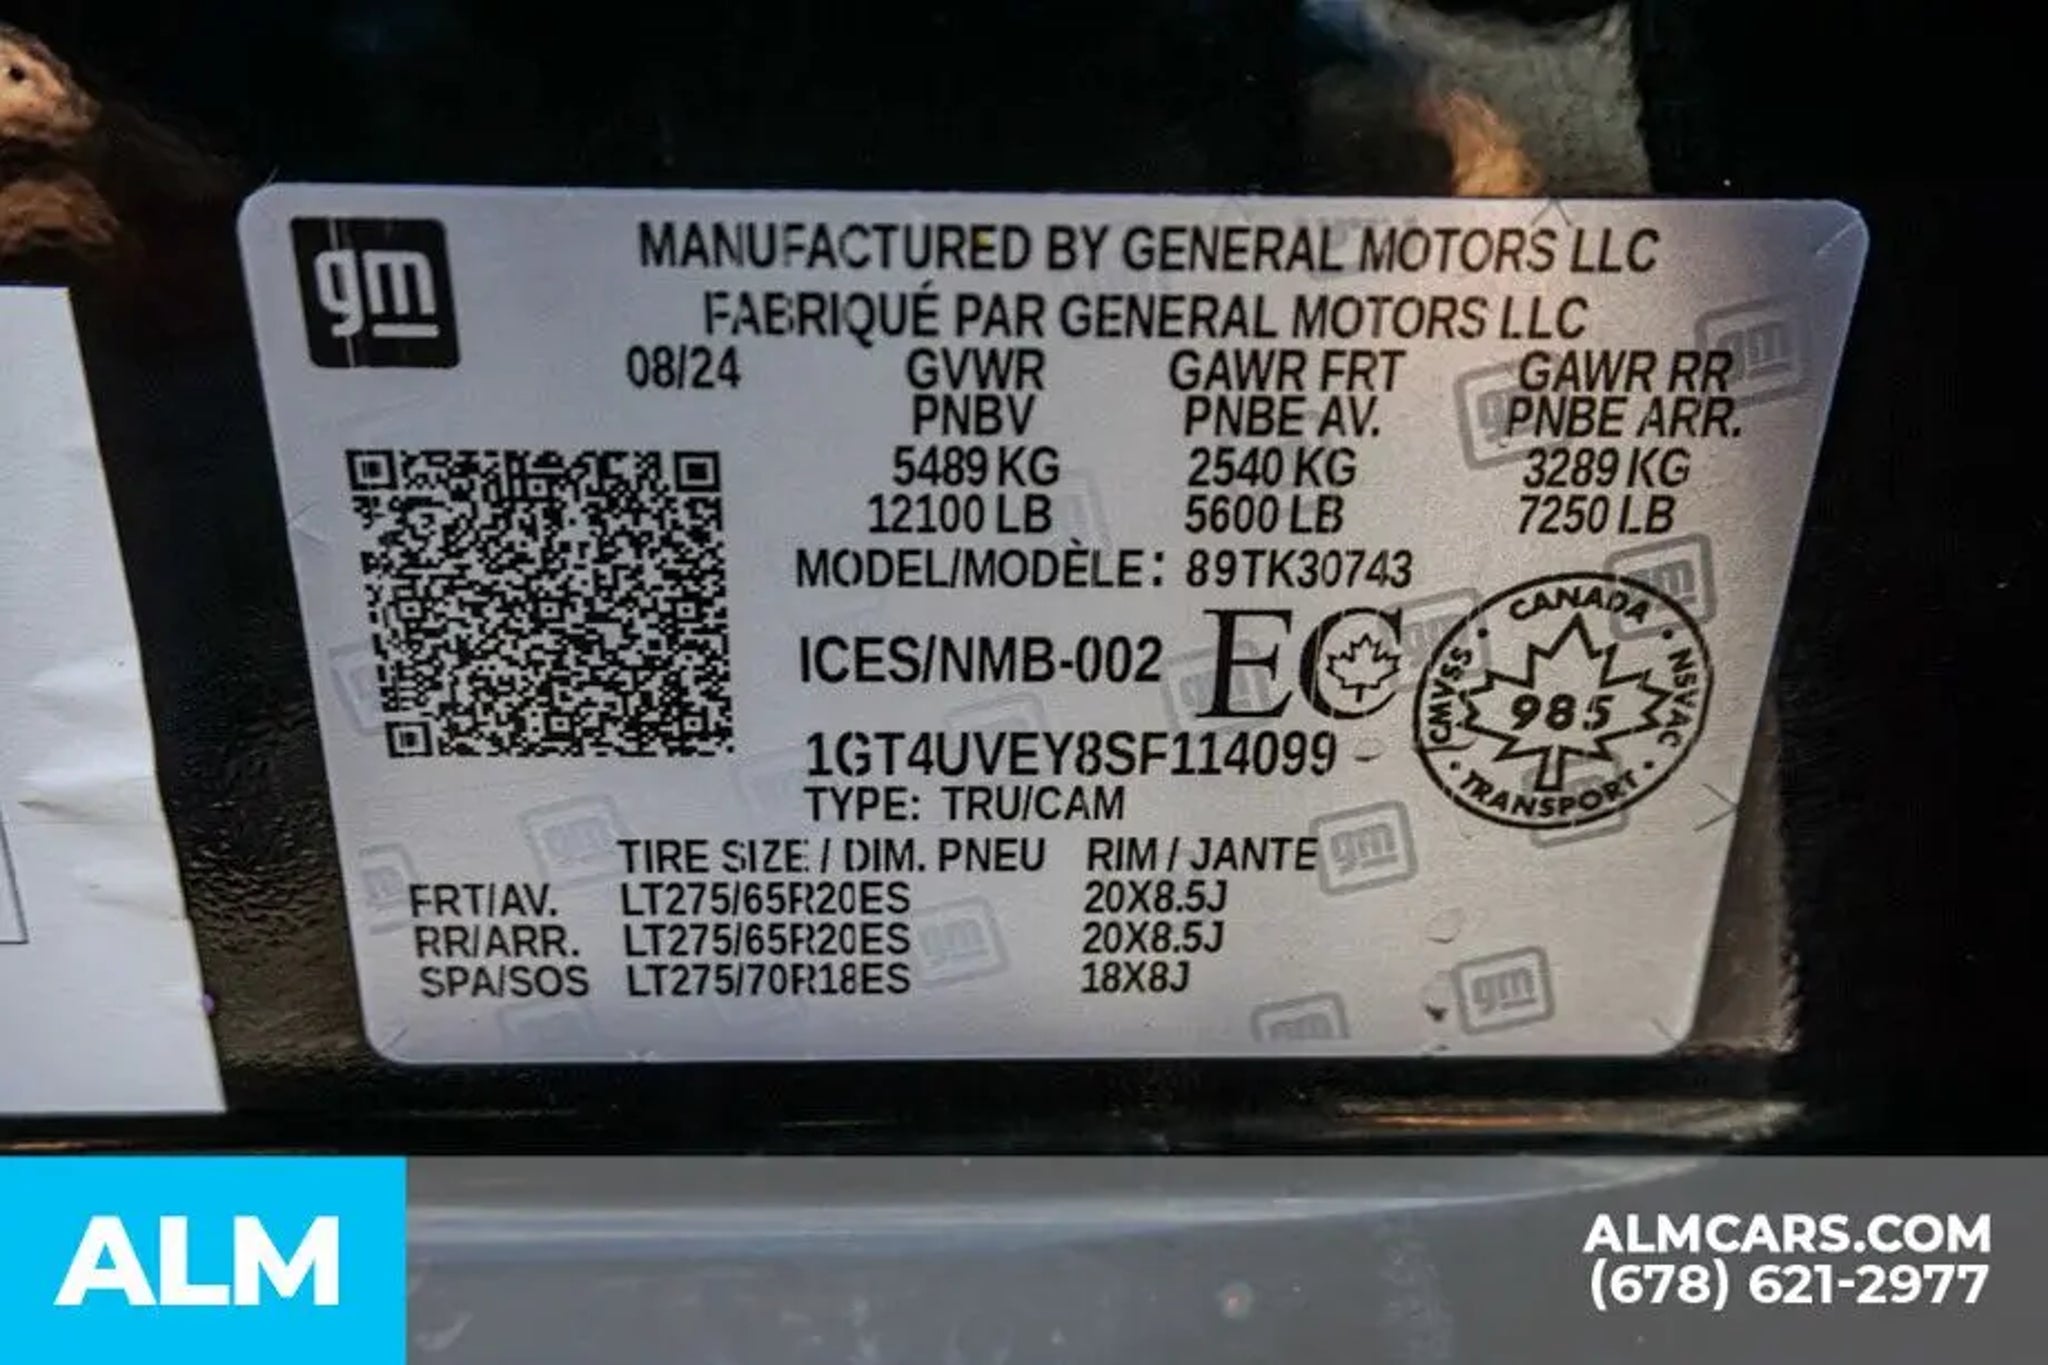 gm
MANUFACTURED BY GENERAL MOTORS LLC
FABRIQUÉ PAR GENERAL MOTORS LLC
08/24 GVWR GAWR FRT GAWR RR
PNBV PNBE AV. PNBE ARR.
5489 KG 2540 KG 3289 KG
12100 LB 5600 LB 7250 LB
MODEL/MODÈLE: 89TK30743
ICES/NMB-002 EC
CANADA
CMVSS 985 NSVAC
TRANSPORT
1GT4UVEY8SF114099
TYPE: TRU/CAM
TIRE SIZE / DIM. PNEU RIM / JANTE
FRT/AV. LT275/65R20ES 20X8.5J
RR/ARR. LT275/65R20ES 20X8.5J
SPA/SOS LT275/70R18ES 18X8J
ALM
ALMCARS.COM
(678) 621-2977